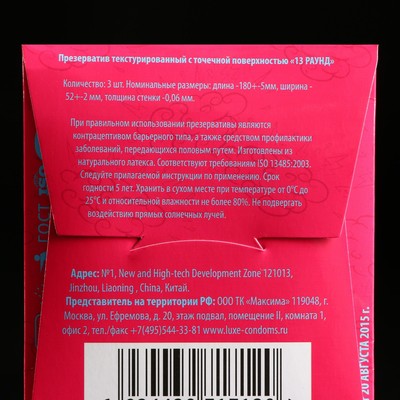 Презерватив текстурированный с точечной поверхностью «13 РАУНД»
Количество: 3 шт. Номинальные размеры: длина -180+-5мм, ширина -
52+-2 мм, толщина стенки -0,06 мм.
При правильном использовании презервативы являются
контрацептивом барьерного типа, а также средством профилактики
заболеваний, передающихся половым путем. Изготовлены из
натурального латекса. Соответствуют требованиям ISO 13485:2003.
Следуйте прилагаемой инструкции по применению. Срок
годности 5 лет. Хранить в сухом месте при температуре от 0°С до
25°С и относительной влажности не более 80%. Не подвергать
воздействию прямых солнечных лучей.
Адрес: №1, New and High-tech Development Zone 121013,
Jinzhou, Liaoning , China, Китай.
Представитель на территории РФ: ООО ТК «Максима» 119048, г.
Москва, ул. Ефремова, д. 20, этаж подвал, помещение II, комната 1,
офис 2, тел./факс +7(495)544-33-81 www.luxe-condoms.ru
ГОСТ
20 АВГУСТА 2015 г.